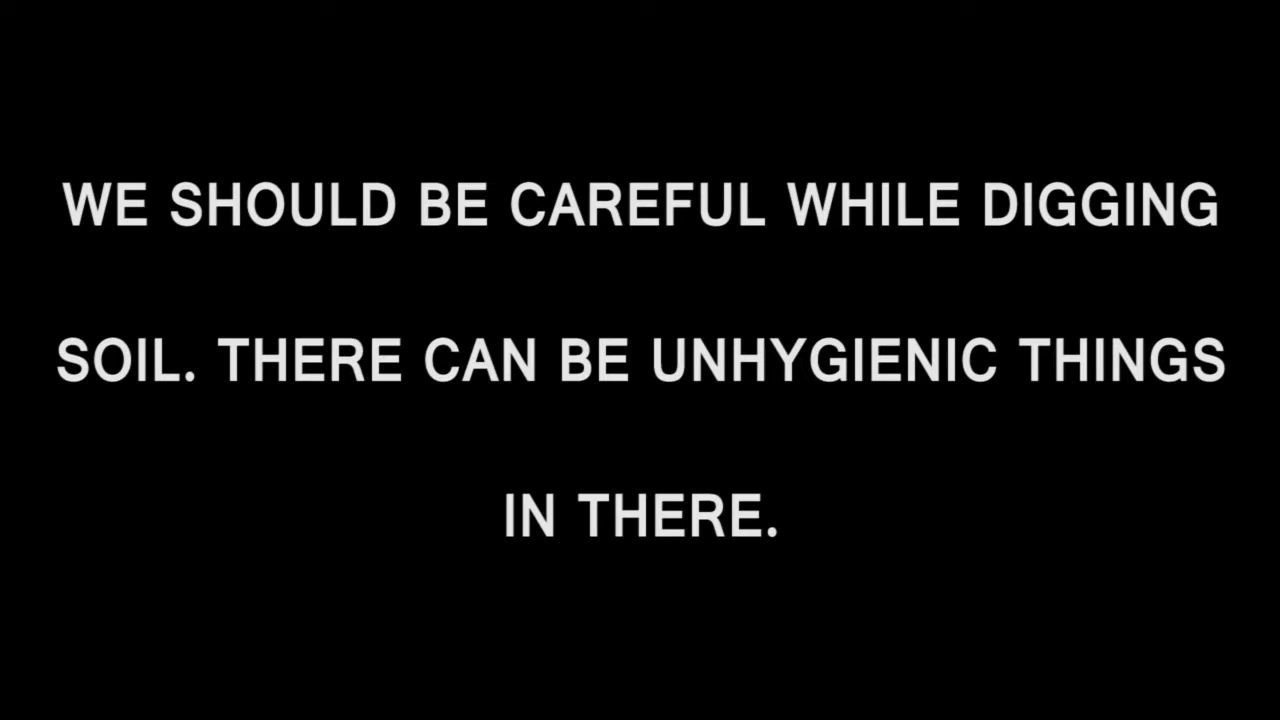 WE SHOULD BE CAREFUL WHILE DIGGING
SOIL. THERE CAN BE UNHYGIENIC THINGS
IN THERE.